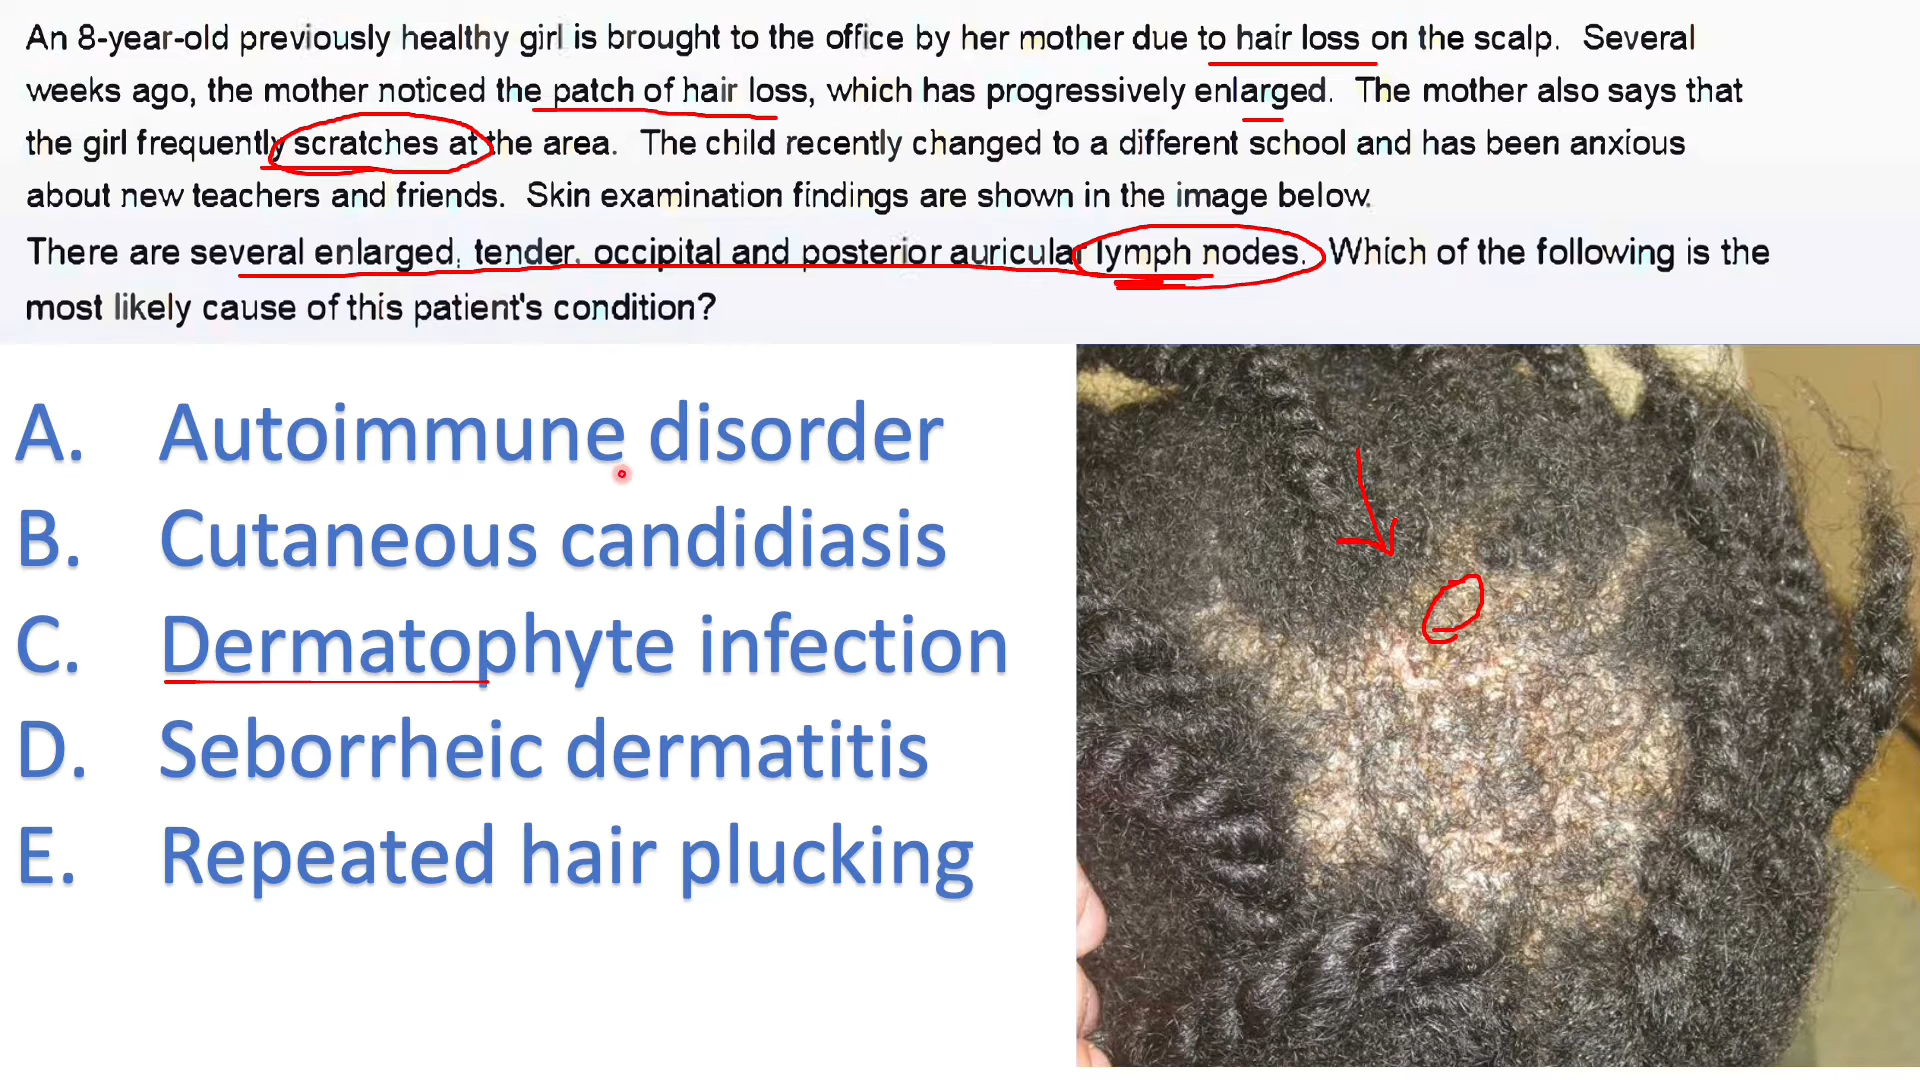 An 8-year-old previously healthy girl is brought to the office by her mother due to hair loss on the scalp. Several
weeks ago, the mother noticed the patch of hair loss, which has progressively enlarged. The mother also says that
the girl frequently scratches at the area. The child recently changed to a different school and has been anxious
about new teachers and friends. Skin examination findings are shown in the image below.
There are several enlarged, tender, occipital and posterior auricular lymph nodes. Which of the following is the
most likely cause of this patient's condition?
A. Autoimmune disorder
B. Cutaneous candidiasis
C. Dermatophyte infection
D. Seborrheic dermatitis
E. Repeated hair plucking